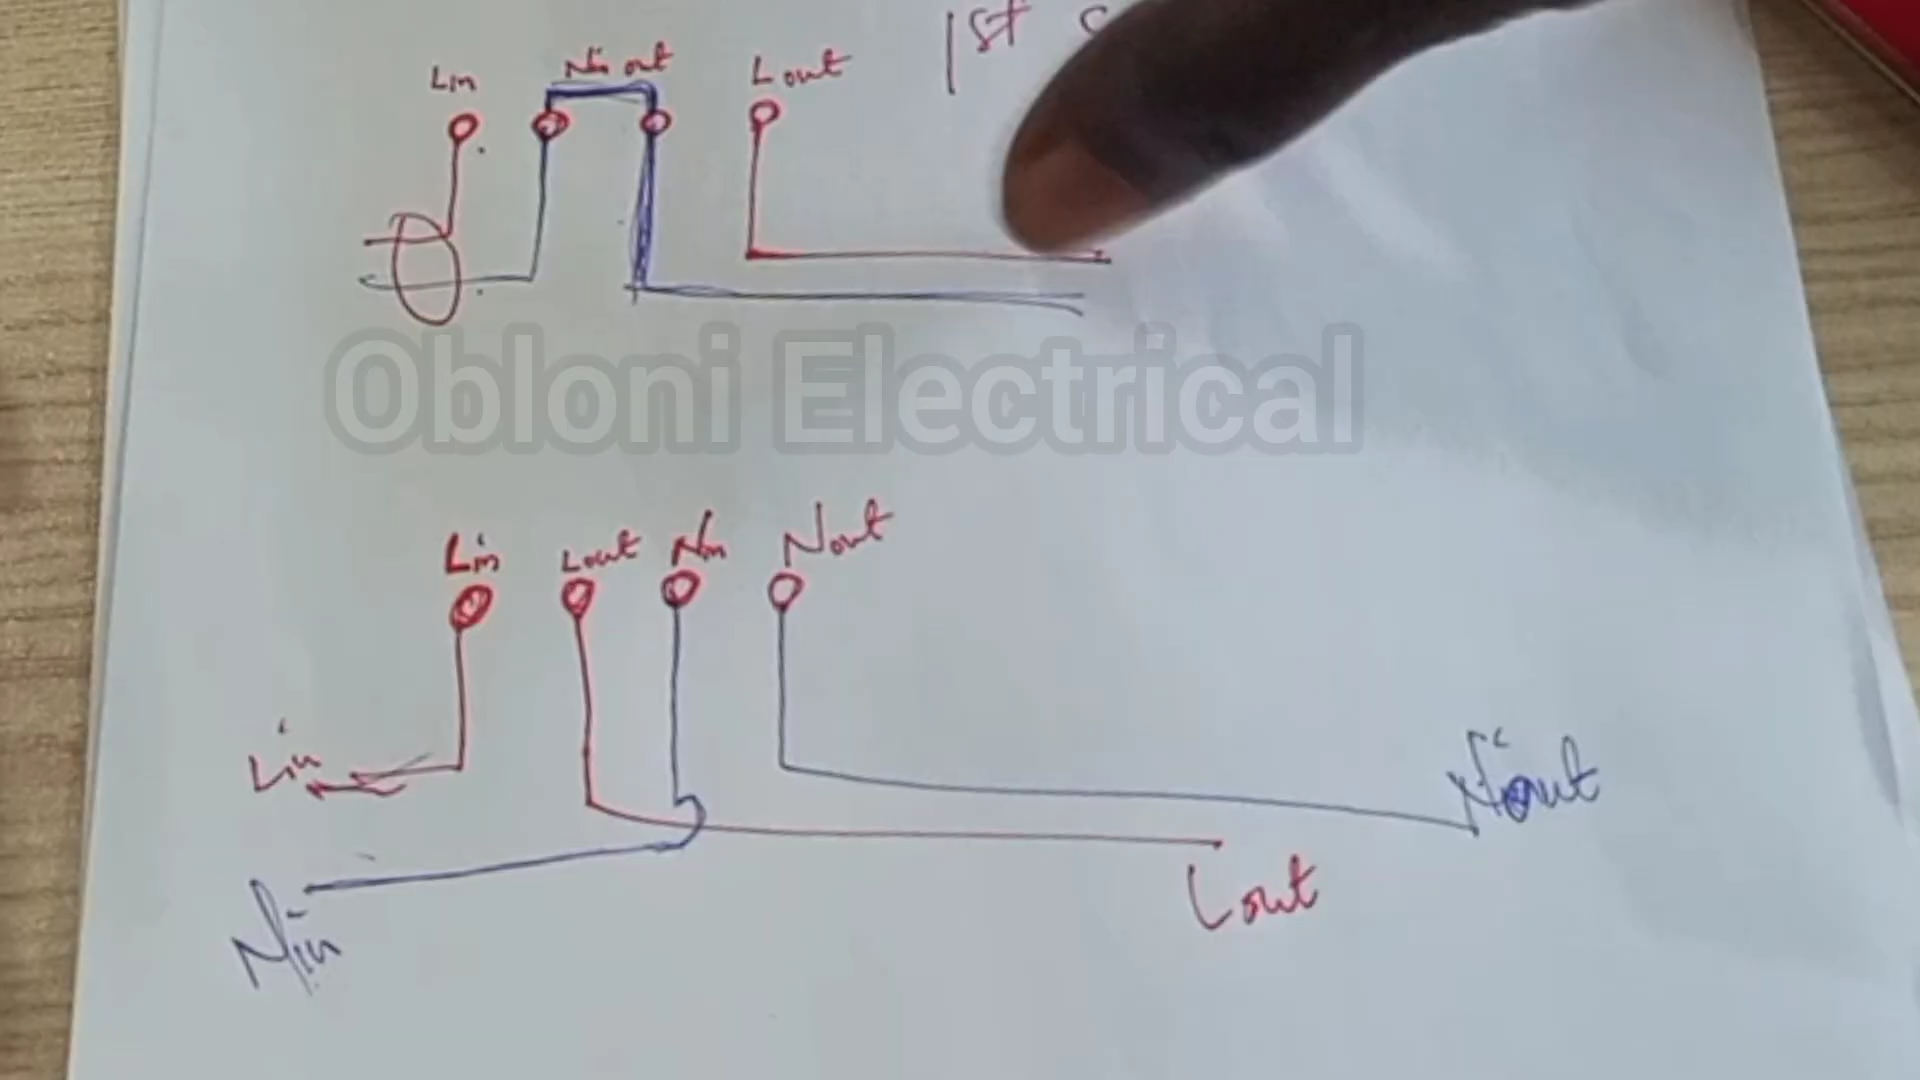 1st
Lin Nin out Lout
Obloni Electrical
Lin Lout Nin Nout
Lin
Nout
Lout
Nin